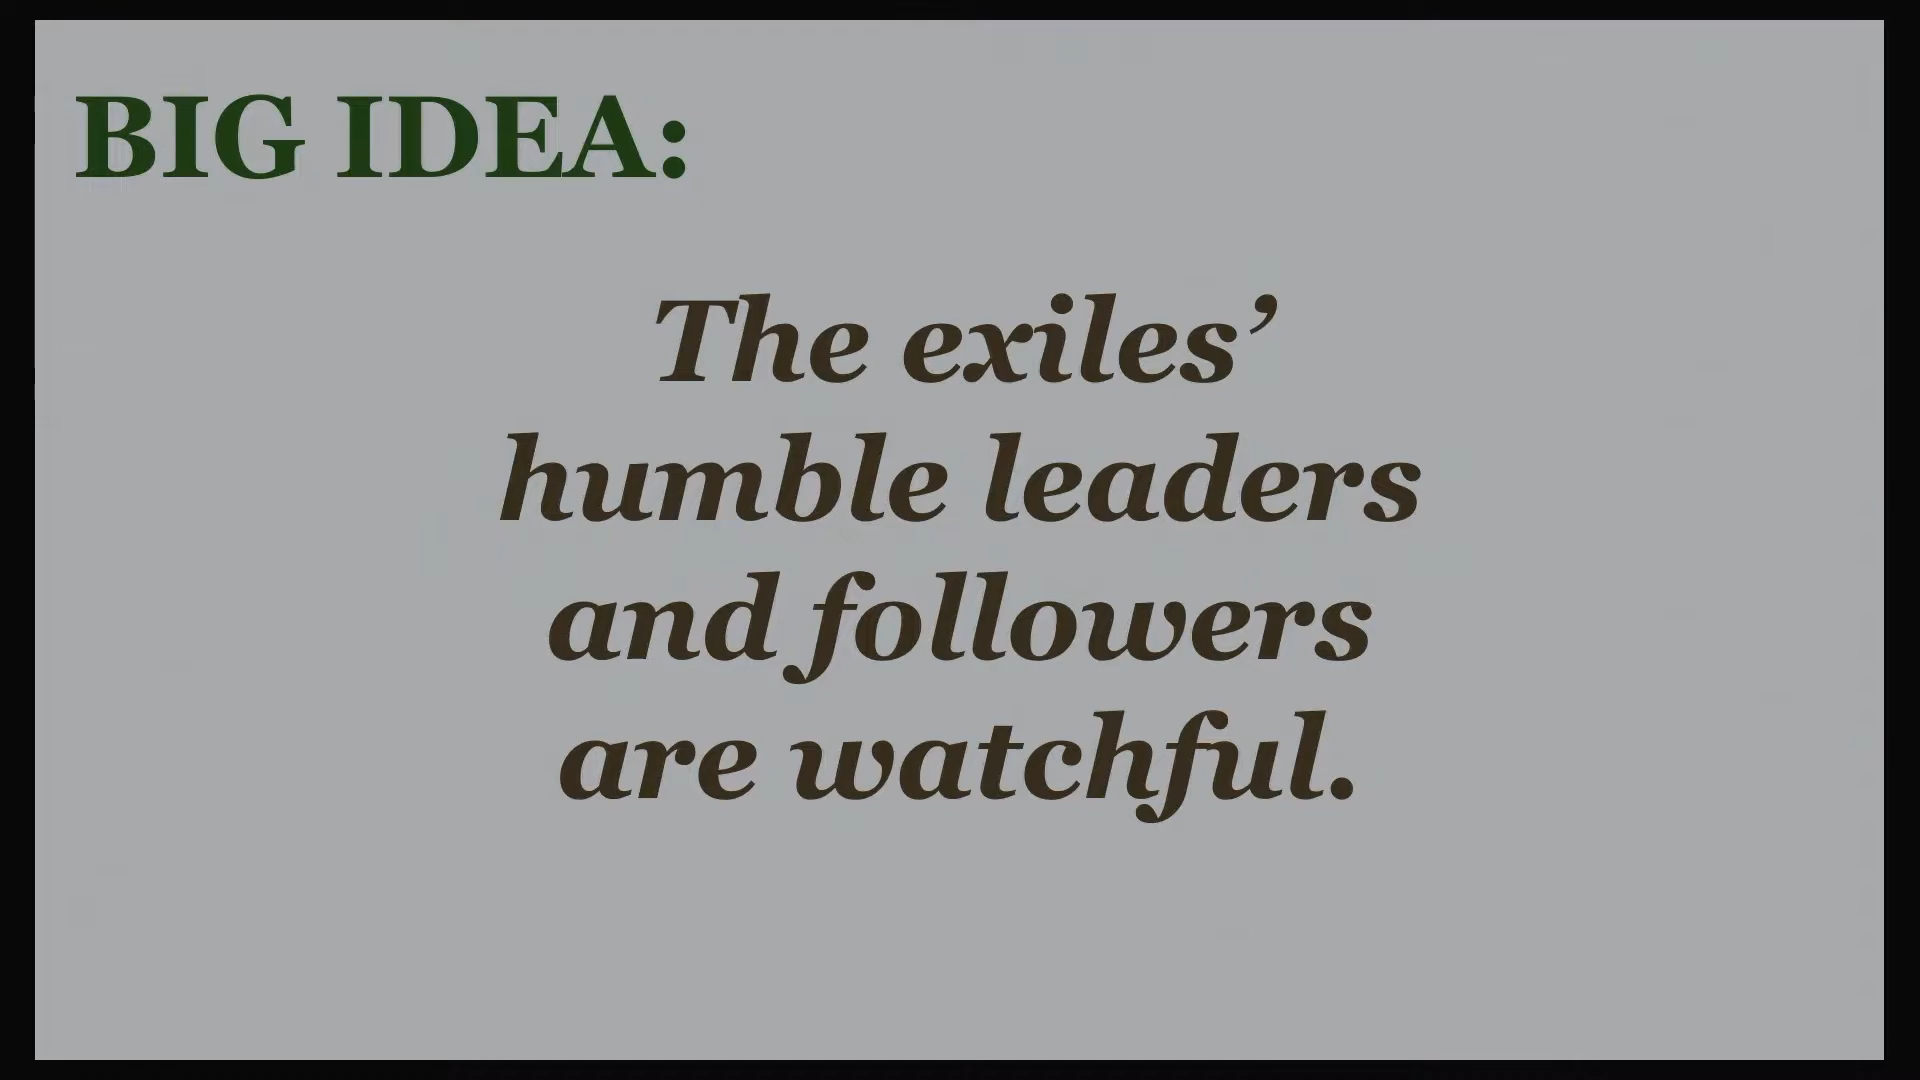 BIG IDEA:
The exiles’
humble leaders
and followers
are watchful.